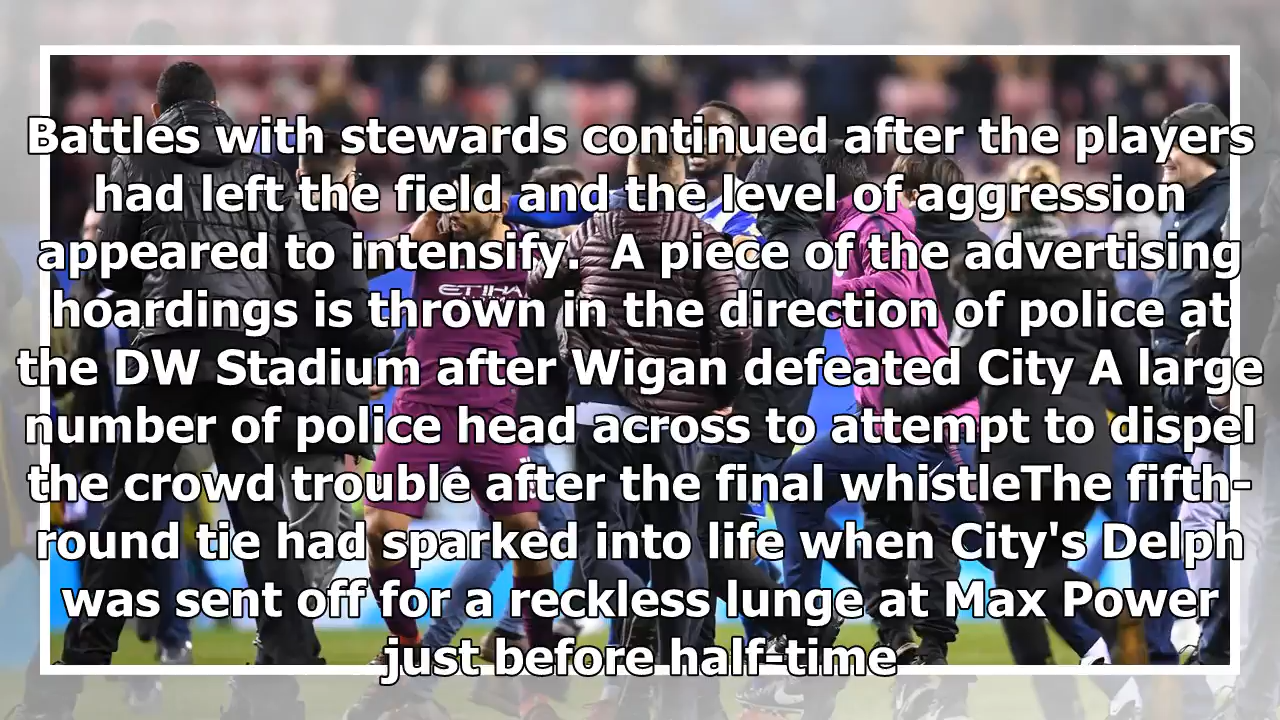 Battles with stewards continued after the players
had left the field and the level of aggression
appeared to intensify.  A piece of the advertising
hoardings is thrown in the direction of police at
the DW Stadium after Wigan defeated City A large
number of police head across to attempt to dispel
the crowd trouble after the final whistleThe fifth-
round tie had sparked into life when City's Delph
was sent off for a reckless lunge at Max Power
just before half-time
ETIHA